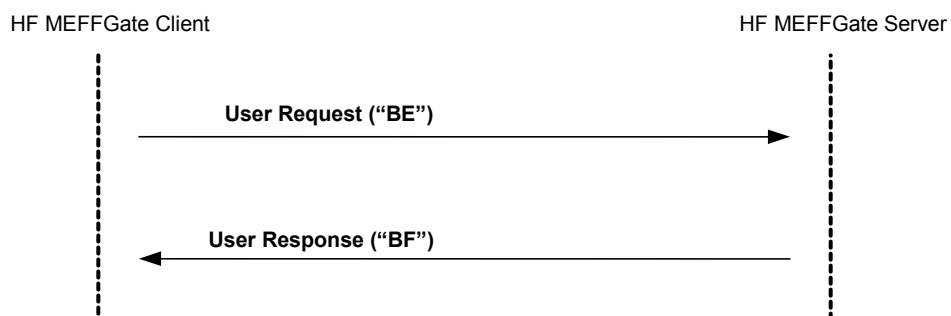 HF MEFFGate Client
HF MEFFGate Server
User Request (“BE”)
User Response (“BF”)